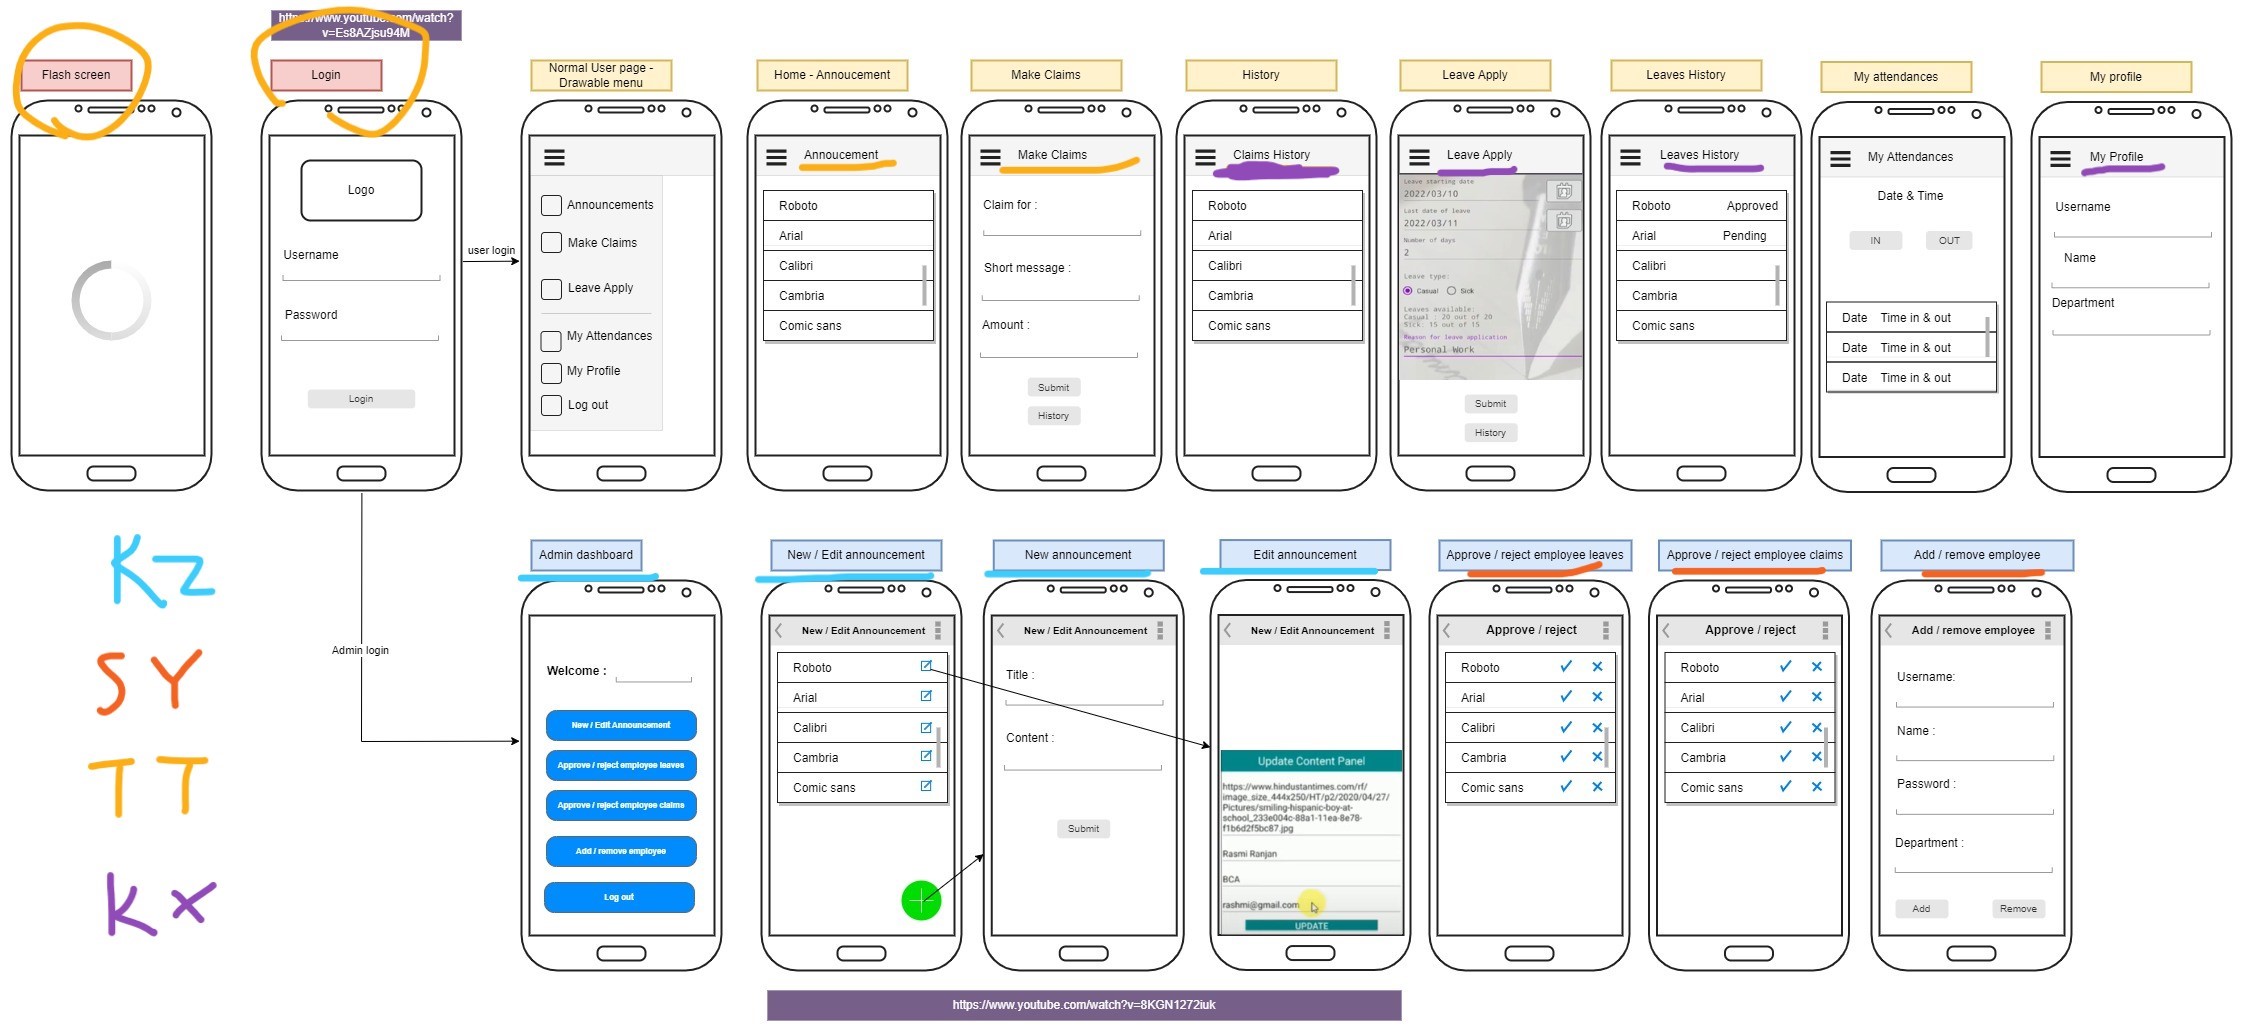 https://www.youtube.com/watch?
v=Es8AZjsu94M
Flash screen
Login
Normal User page -
Drawable menu
Home - Annoucement
Make Claims
History
Leave Apply
Leaves History
My attendances
My profile
Logo
Username
Password
Login
user login
Announcements
Make Claims
Leave Apply
My Attendances
My Profile
Log out
Annoucement
Roboto
Arial
Calibri
Cambria
Comic sans
Make Claims
Claim for :
Short message :
Amount :
Submit
History
Claims History
Roboto
Arial
Calibri
Cambria
Comic sans
Leave Apply
Leave starting date
2022/03/10
Last date of leave
2022/03/11
Number of days
2
Leave type:
Casual Sick
Leaves available:
Casual : 20 out of 20
Sick: 15 out of 15
Reason for leave application
Personal Work
Submit
History
Leaves History
Roboto Approved
Arial Pending
Calibri
Cambria
Comic sans
My Attendances
Date & Time
IN OUT
Date Time in & out
Date Time in & out
Date Time in & out
My Profile
Username
Name
Department
KZ
SY
TT
KX
Admin login
Admin dashboard
New / Edit announcement
New announcement
Edit announcement
Approve / reject employee leaves
Approve / reject employee claims
Add / remove employee
Welcome :
New / Edit Announcement
Approve / reject employee leaves
Approve / reject employee claims
Add / remove employee
Log out
New / Edit Announcement
Roboto
Arial
Calibri
Cambria
Comic sans
New / Edit Announcement
Title :
Content :
Submit
New / Edit Announcement
Update Content Panel
https://www.hindustantimes.com/rf/
image_size_444x250/HT/p2/2020/04/27/
Pictures/smiling-hispanic-boy-at-
school_233e004c-88a1-11ea-8e78-
f1b6d2f5bc87.jpg
Rasmi Ranjan
BCA
rashmi@gmail.com
UPDATE
Approve / reject
Roboto
Arial
Calibri
Cambria
Comic sans
Approve / reject
Roboto
Arial
Calibri
Cambria
Comic sans
Add / remove employee
Username:
Name :
Password :
Department :
Add Remove
https://www.youtube.com/watch?v=8KGN1272iuk